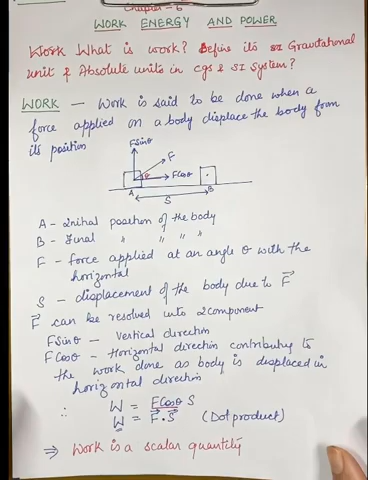 Chapter - 6
WORK ENERGY AND POWER
Work What is work? Define its Gravitational
unit & Absolute units in cgs & SI System?
WORK — Work is said to be done when a
force applied on a body displace the body from
its position
FSinθ
F
θ
FCosθ
A
B
S
A - Initial position of the body
B - Final " " " "
F - force applied at an angle θ with the
horizontal
S - displacement of the body due to F⃗
F⃗ can be resolved into 2 component
FSinθ - Vertical direction
FCosθ - Horizontal direction contributing to
the work done as body is displaced in
horizontal direction
∴ W = FCosθ S
W = F⃗ . S⃗ (Dot product)
⇒ Work is a scalar quantity